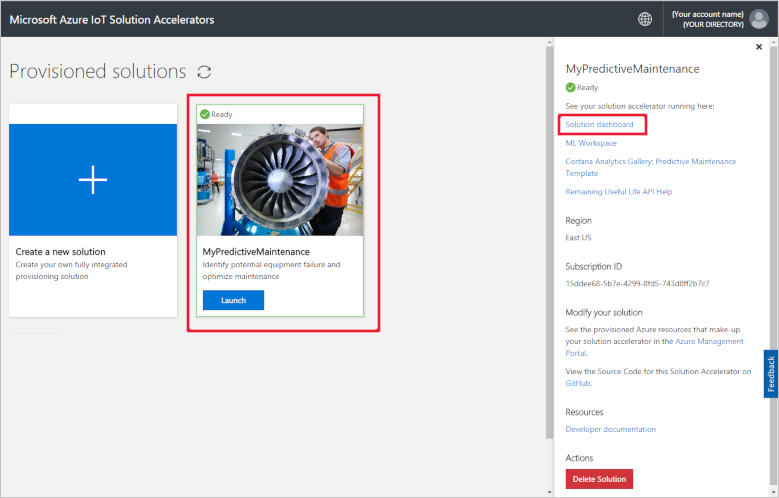 Microsoft Azure IoT Solution Accelerators
{Your account name}
{YOUR DIRECTORY}
Provisioned solutions
Create a new solution
Create your own fully integrated
provisioning solution
Ready
MyPredictiveMaintenance
Identify potential equipment failure and
optimize maintenance
Launch
MyPredictiveMaintenance
Ready
See your solution accelerator running here:
Solution dashboard
ML Workspace
Cortana Analytics Gallery: Predictive Maintenance
Template
Remaining Useful Life API Help
Region
East US
Subscription ID
15ddee68-5b7e-4299-8fd5-743d8ff2b7c7
Modify your solution
See the provisioned Azure resources that make-up
your solution accelerator in the Azure Management
Portal.
View the Source Code for this Solution Accelerator on
GitHub.
Resources
Developer documentation
Actions
Delete Solution
Feedback